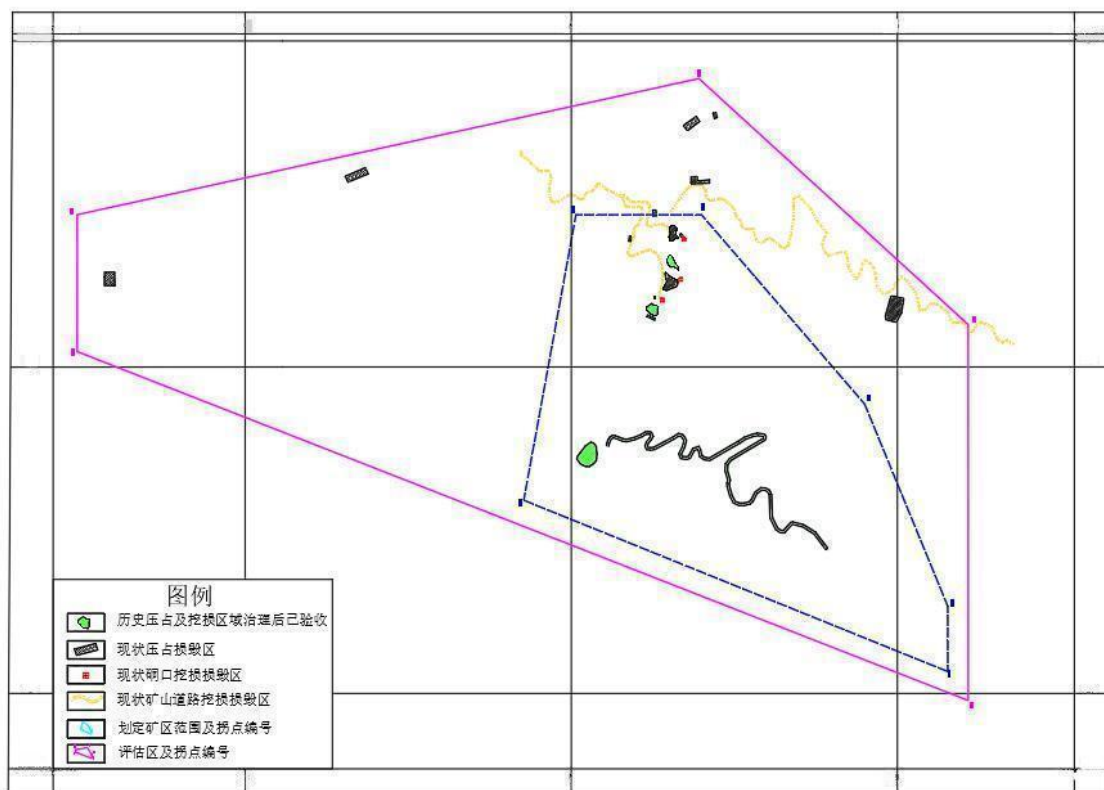 图例
历史压占及挖损区域治理后已验收
现状压占损毁区
现状硐口挖损损毁区
现状矿山道路挖损损毁区
划定矿区范围及拐点编号
评估区及拐点编号